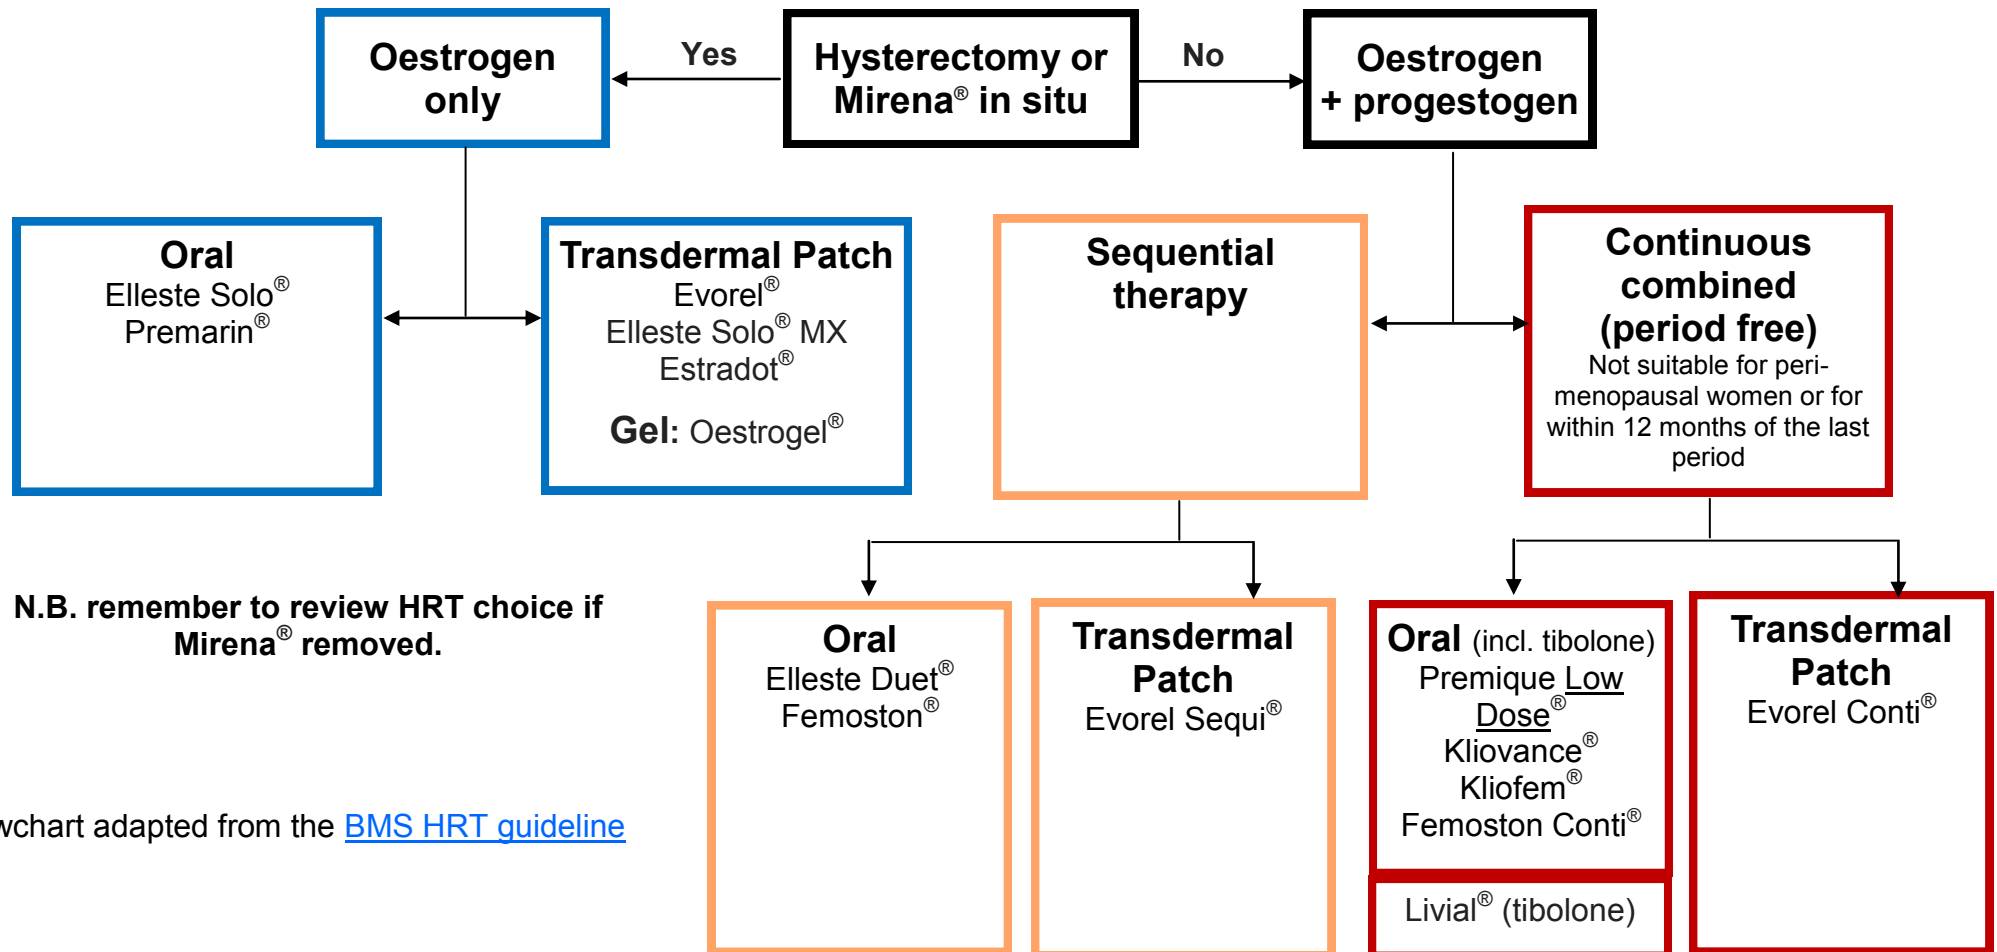 Oestrogen
only
Yes
Hysterectomy or
Mirena® in situ
No
Oestrogen
+ progestogen
Oral
Elleste Solo®
Premarin®
Transdermal Patch
Evorel®
Elleste Solo® MX
Estradot®
Gel: Oestrogel®
Sequential
therapy
Continuous
combined
(period free)
Not suitable for peri-
menopausal women or for
within 12 months of the last
period
N.B. remember to review HRT choice if
Mirena® removed.
Oral
Elleste Duet®
Femoston®
Transdermal
Patch
Evorel Sequi®
Oral (incl. tibolone)
Premique Low
Dose®
Kliovance®
Kliofem®
Femoston Conti®
Livial® (tibolone)
Transdermal
Patch
Evorel Conti®
wchart adapted from the BMS HRT guideline